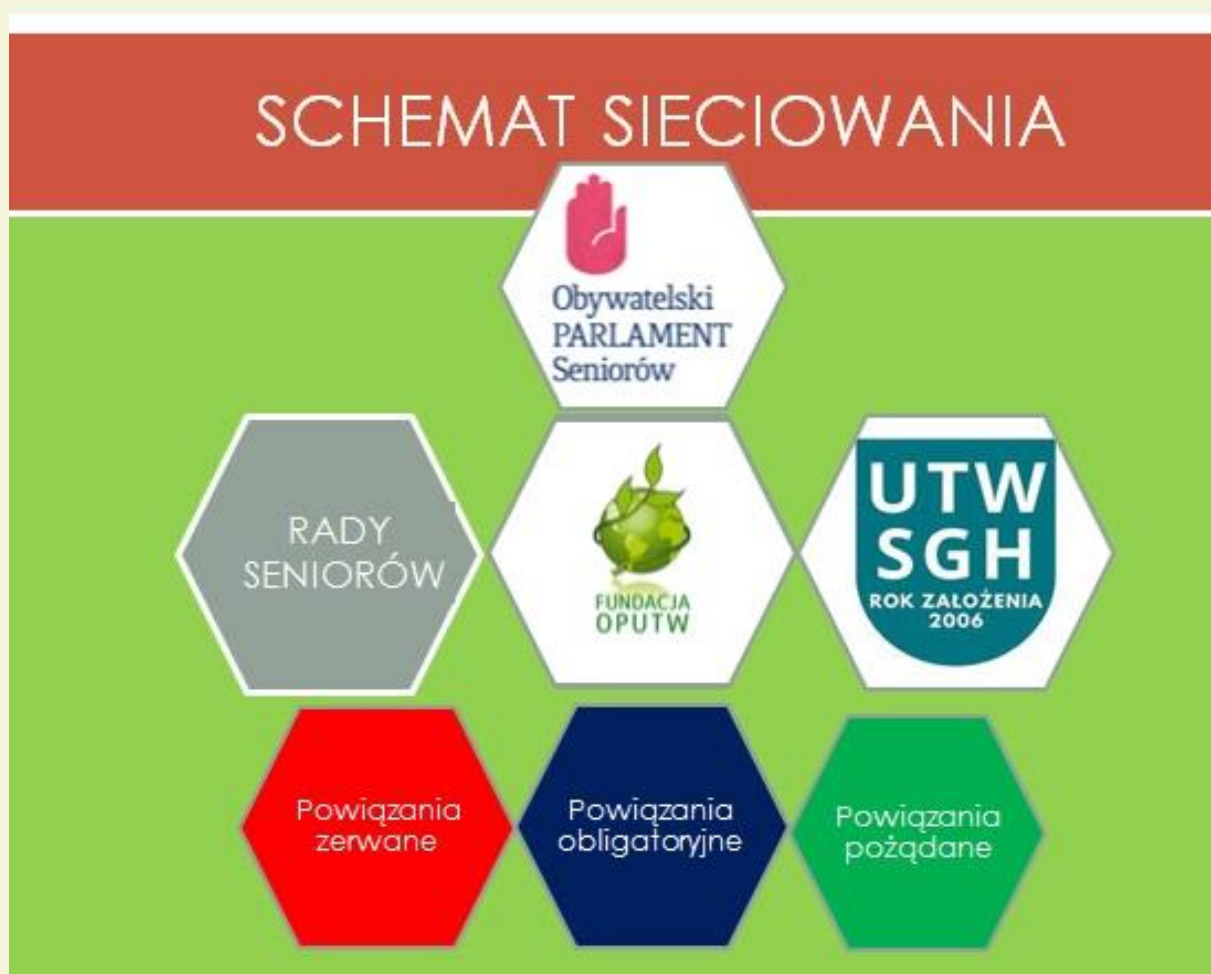 SCHEMAT SIECIOWANIA
Obywatelski
PARLAMENT
Seniorów
RADY
SENIORÓW
FUNDACJA
OPUTW
UTW
SGH
ROK ZAŁOŻENIA
2006
Powiązania
zerwane
Powiązania
obligatoryjne
Powiązania
pożądane